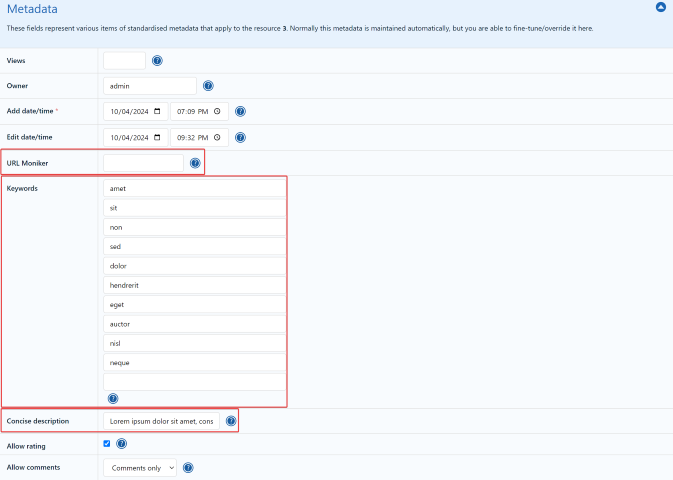 Metadata
These fields represent various items of standardised metadata that apply to the resource 3. Normally this metadata is maintained automatically, but you are able to fine-tune/override it here.
Views
Owner admin
Add date/time * 10/04/2024 07:09 PM
Edit date/time 10/04/2024 09:32 PM
URL Moniker
Keywords amet
sit
non
sed
dolor
hendrerit
eget
auctor
nisl
neque
Concise description Lorem ipsum dolor sit amet, cons
Allow rating
Allow comments Comments only